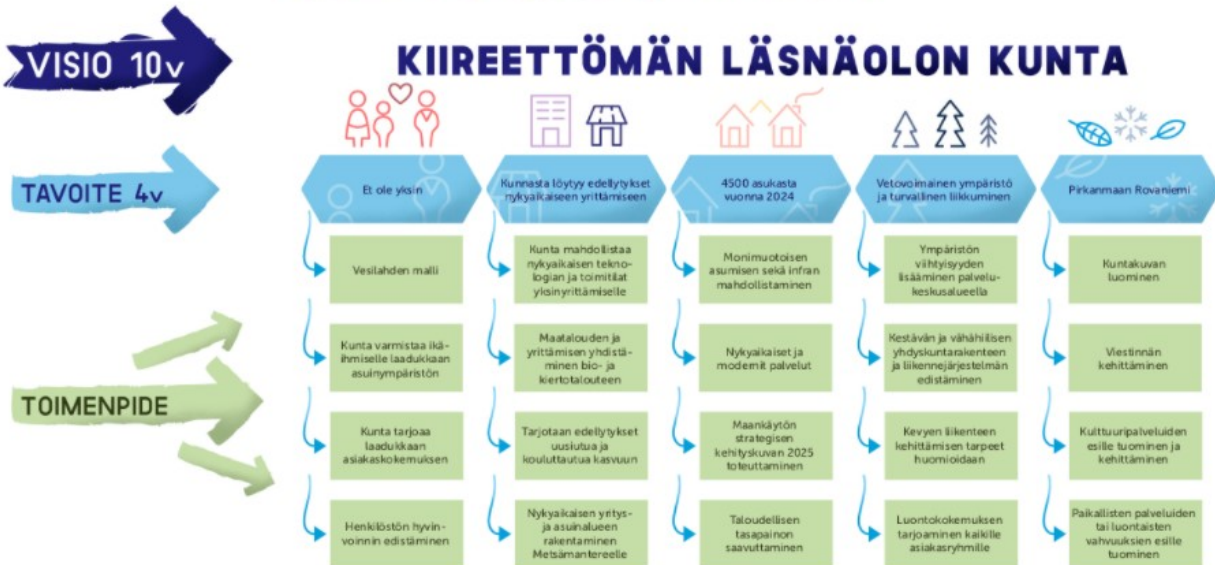 VISIO 10v
KIIREETTÖMÄN LÄSNÄOLON KUNTA
TAVOITE 4v
Et ole yksin
Kunnasta löytyy edellytykset
nykyaikaiseen yrittämiseen
4500 asukasta
vuonna 2024
Vetovoimainen ympäristö
ja turvallinen liikkuminen
Pirkanmaan Rovaniemi
TOIMENPIDE
Vesilahden malli
Kunta mahdollistaa
nykyaikaisen tekno-
logian ja toimitilat
yksinyrittämiselle
Monimuotoisen
asumisen sekä infran
mahdollistaminen
Ympäristön
viihtyisyyden
lisääminen palvelu-
keskusalueella
Kuntakuvan
luominen
Kunta varmistaa ikä-
ihmiselle laadukkaan
asuinympäristön
Maatalouden ja
yrittämisen yhdistä-
minen bio- ja
kiertotalouteen
Nykyaikaiset ja
modernit palvelut
Kestävän ja vähähiilisen
yhdyskuntarakenteen
ja liikennejärjestelmän
edistäminen
Viestinnän
kehittäminen
Kunta tarjoaa
laadukkaan
asiakaskokemuksen
Tarjotaan edellytykset
uusiutua ja
kouluttautua kasvuun
Maankäytön
strategisen
kehityskuvan 2025
toteuttaminen
Kevyen liikenteen
kehittämisen tarpeet
huomioidaan
Kulttuuripalveluiden
esille tuominen ja
kehittäminen
Henkilöstön hyvin-
voinnin edistäminen
Nykyaikaisen yritys-
ja asuinalueen
rakentaminen
Metsämantereelle
Taloudellisen
tasapainon
saavuttaminen
Luontokokemuksen
tarjoaminen kaikille
asiakasryhmille
Paikallisten palveluiden
tai luontaisten
vahvuuksien esille
tuominen